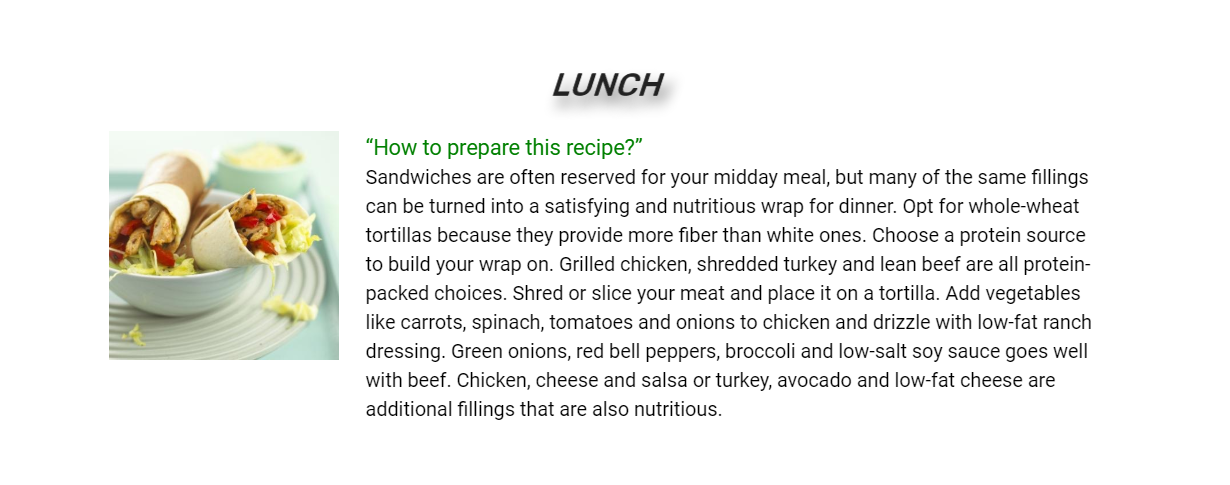 LUNCH
“How to prepare this recipe?”
Sandwiches are often reserved for your midday meal, but many of the same fillings
can be turned into a satisfying and nutritious wrap for dinner. Opt for whole-wheat
tortillas because they provide more fiber than white ones. Choose a protein source
to build your wrap on. Grilled chicken, shredded turkey and lean beef are all protein-
packed choices. Shred or slice your meat and place it on a tortilla. Add vegetables
like carrots, spinach, tomatoes and onions to chicken and drizzle with low-fat ranch
dressing. Green onions, red bell peppers, broccoli and low-salt soy sauce goes well
with beef. Chicken, cheese and salsa or turkey, avocado and low-fat cheese are
additional fillings that are also nutritious.